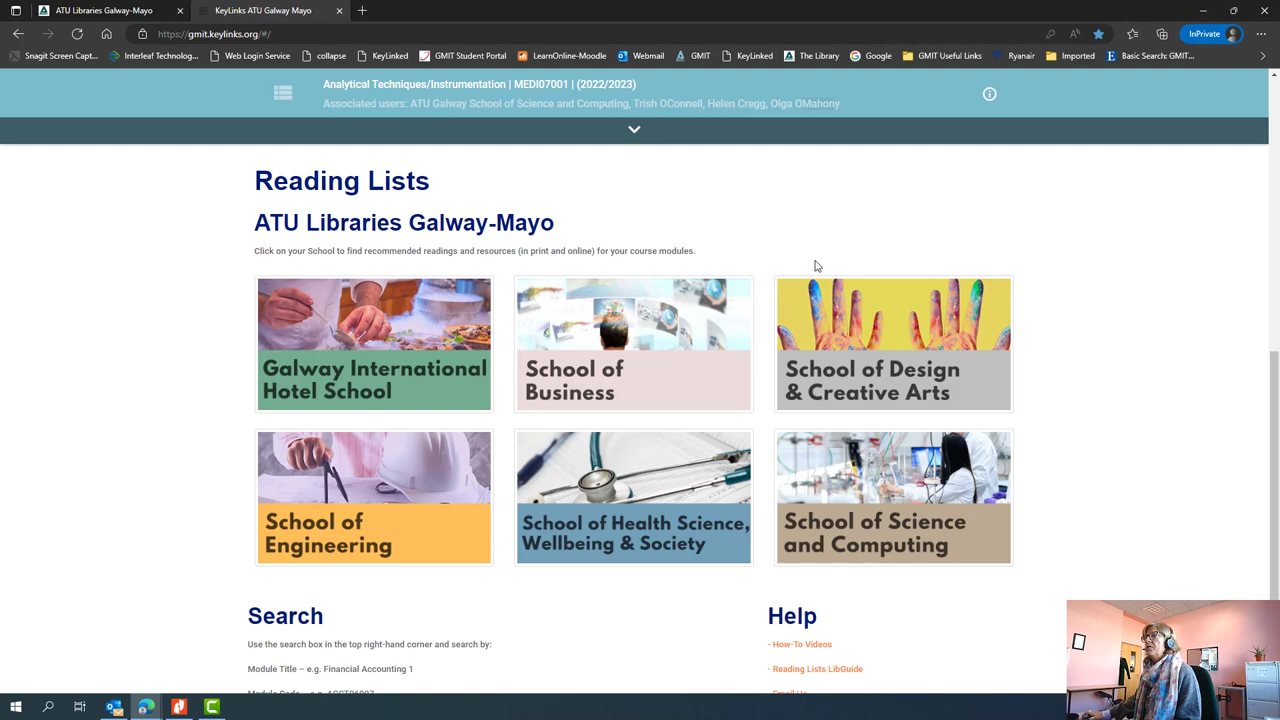 ATU Libraries Galway-Mayo
KeyLinks ATU Galway-Mayo
https://gmit.keylinks.org/#/
InPrivate
Snagit Screen Capt...
Interleaf Technolog...
Web Login Service
collapse
KeyLinked
GMIT Student Portal
LearnOnline-Moodle
Webmail
GMIT
KeyLinked
The Library
Google
GMIT Useful Links
Ryanair
Imported
Basic Search: GMIT...
Analytical Techniques/Instrumentation | MEDI07001 | (2022/2023)
Associated users: ATU Galway School of Science and Computing, Trish OConnell, Helen Cregg, Olga OMahony
Reading Lists
ATU Libraries Galway-Mayo
Click on your School to find recommended readings and resources (in print and online) for your course modules.
Galway International
Hotel School
School of
Business
School of Design
& Creative Arts
School of
Engineering
School of Health Science,
Wellbeing & Society
School of Science
and Computing
Search
Use the search box in the top right-hand corner and search by:
Module Title – e.g. Financial Accounting 1
Help
- How-To Videos
- Reading Lists LibGuide
- Email Us